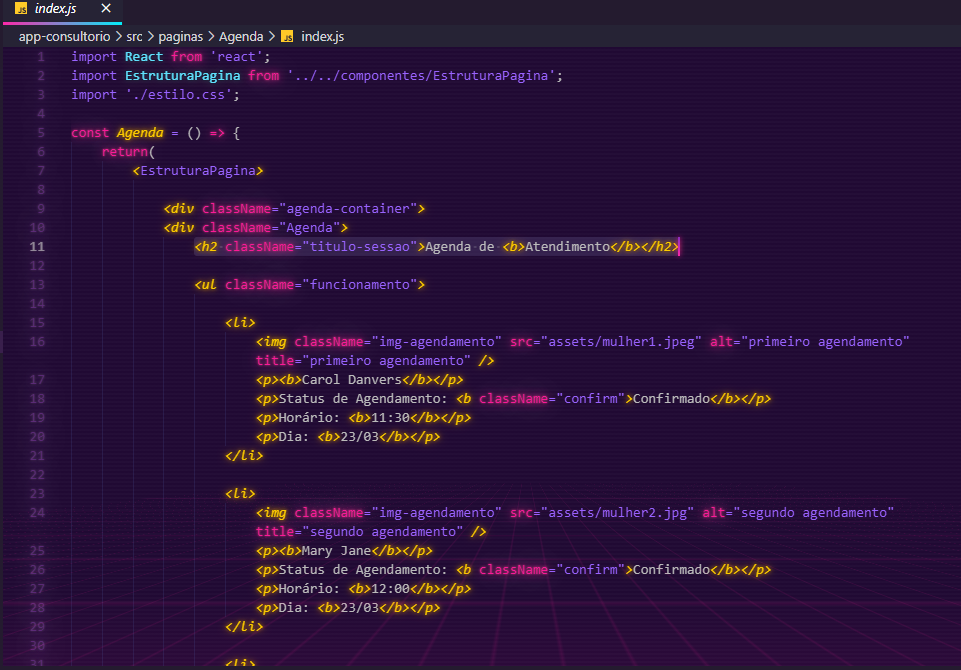 JS index.js ×
app-consultorio > src > paginas > Agenda > JS index.js
1 import React from 'react';
2 import EstruturaPagina from '../../componentes/EstruturaPagina';
3 import './estilo.css';
4
5 const Agenda = () => {
6 return(
7 <EstruturaPagina>
8
9 <div className="agenda-container">
10 <div className="Agenda">
11 <h2 className="titulo-sessao">Agenda de <b>Atendimento</b></h2>
12
13 <ul className="funcionamento">
14
15 <li>
16 <img className="img-agendamento" src="assets/mulher1.jpeg" alt="primeiro agendamento"
title="primeiro agendamento" />
17 <p><b>Carol Danvers</b></p>
18 <p>Status de Agendamento: <b className="confirm">Confirmado</b></p>
19 <p>Horário: <b>11:30</b></p>
20 <p>Dia: <b>23/03</b></p>
21 </li>
22
23 <li>
24 <img className="img-agendamento" src="assets/mulher2.jpg" alt="segundo agendamento"
title="segundo agendamento" />
25 <p><b>Mary Jane</b></p>
26 <p>Status de Agendamento: <b className="confirm">Confirmado</b></p>
27 <p>Horário: <b>12:00</b></p>
28 <p>Dia: <b>23/03</b></p>
29 </li>
30
31 <li>